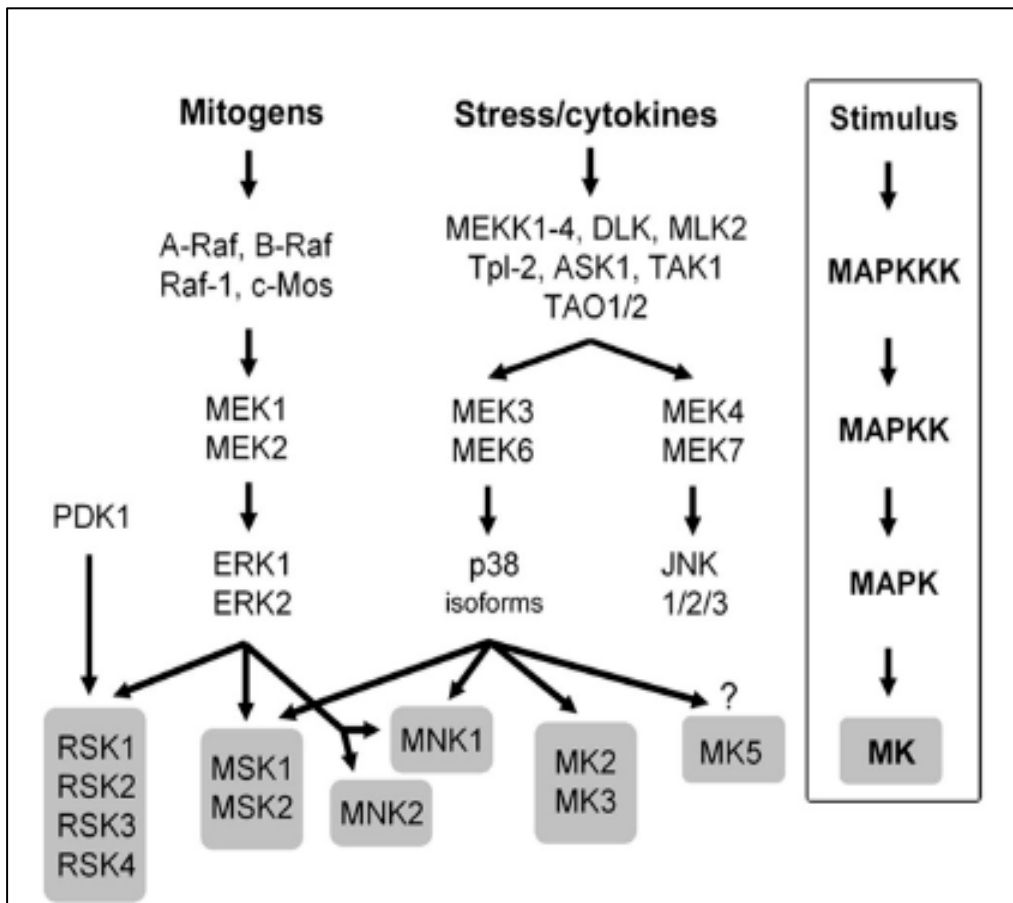 Mitogens
Stress/cytokines
Stimulus
A-Raf, B-Raf
Raf-1, c-Mos
MEKK1-4, DLK, MLK2
Tpl-2, ASK1, TAK1
TAO1/2
MAPKKK
MEK1
MEK2
MEK3
MEK6
MEK4
MEK7
MAPKK
PDK1
ERK1
ERK2
p38
isoforms
JNK
1/2/3
MAPK
RSK1
RSK2
RSK3
RSK4
MSK1
MSK2
MNK1
MNK2
MK2
MK3
?
MK5
MK